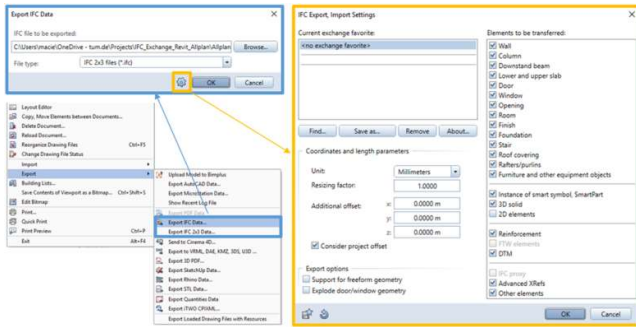 Export IFC Data
IFC file to be exported:
C:\Users\macie\OneDrive - tum.de\Projects\IFC_Exchange_Revit_Allplan\Allplan
Browse...
File type:
IFC 2x3 files (*.ifc)
OK
Cancel
Layout Editor
Copy, Move Elements between Documents...
Delete Document...
Reload Document...
Reorganize Drawing Files
Ctrl+F5
Change Drawing File Status
Import
Export
Building Lists...
Save Contents of Viewport as a Bitmap...
Ctrl+Shift+S
Edit Bitmap
Print...
Quick Print
Print Preview
Ctrl+P
Exit
Alt+F4
Upload Model to Bimplus
Export AutoCAD Data...
Export MicroStation Data...
Show Recent Log File
Export PDF Data...
Export IFC Data...
Export IFC 2x3 Data...
Send to Cinema 4D...
Export to VRML, DAE, KMZ, 3DS, U3D ...
Export 3D PDF...
Export SketchUp Data...
Export Rhino Data...
Export STL Data...
Export Quantities Data
Export iTWO CPIXML...
Export Loaded Drawing Files with Resources
IFC Export, Import Settings
Current exchange favorite:
<no exchange favorite>
Find...
Save as...
Remove
About...
Coordinates and length parameters
Unit:
Millimeters
Resizing factor:
1.0000
Additional offset:
x:
0.0000 m
y:
0.0000 m
z:
0.0000 m
Consider project offset
Export options
Support for freeform geometry
Explode door/window geometry
Elements to be transferred:
Wall
Column
Downstand beam
Lower and upper slab
Door
Window
Opening
Room
Finish
Foundation
Stair
Roof covering
Rafters/purlins
Furniture and other equipment objects
Instance of smart symbol, SmartPart
3D solid
2D elements
Reinforcement
FTW elements
DTM
IFC proxy
Advanced XRefs
Other elements
OK
Cancel